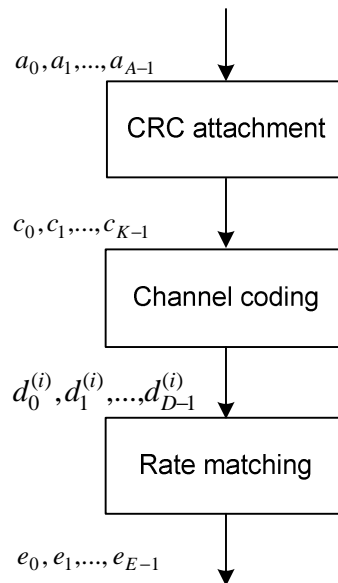 a_0, a_1,..., a_{A-1}
CRC attachment
c_0, c_1,..., c_{K-1}
Channel coding
d_0^{(i)}, d_1^{(i)},..., d_{D-1}^{(i)}
Rate matching
e_0, e_1,..., e_{E-1}